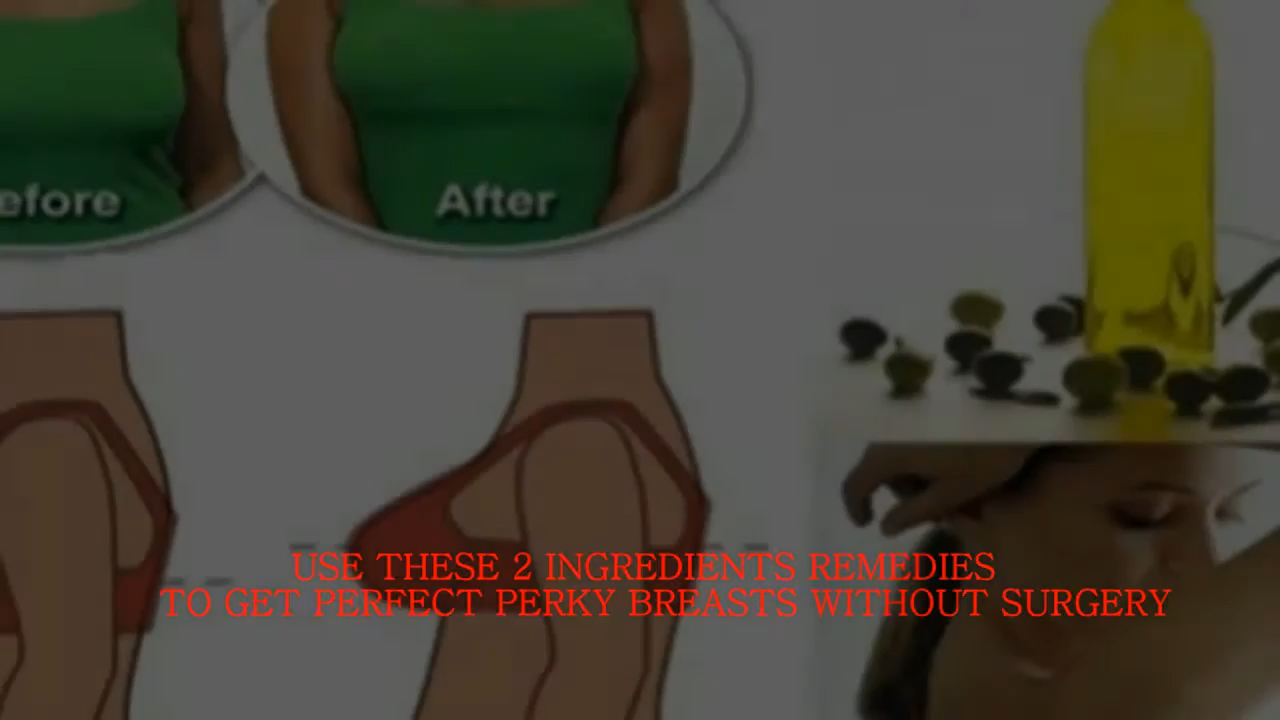 efore
After
USE THESE 2 INGREDIENTS REMEDIES
TO GET PERFECT PERKY BREASTS WITHOUT SURGERY